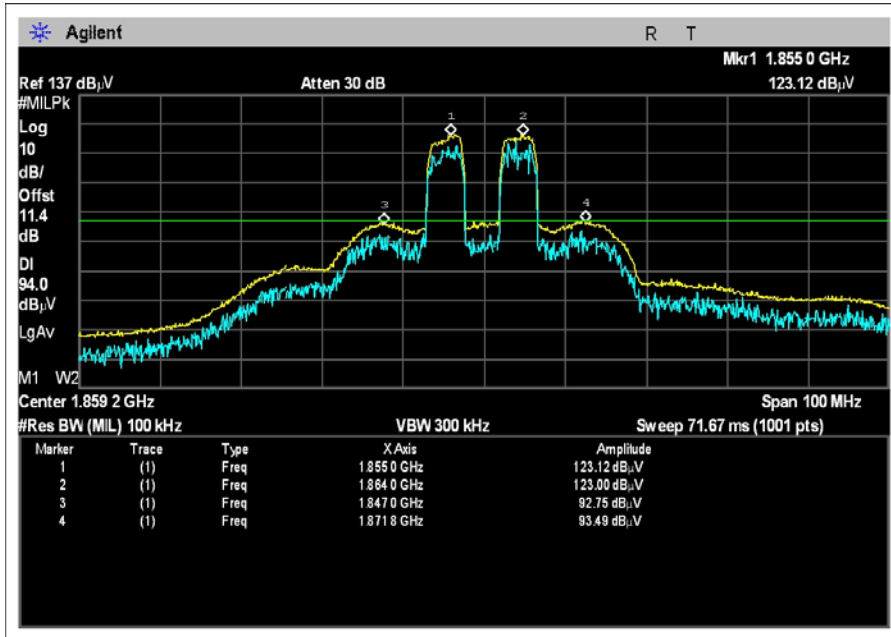 Agilent R T
Mkr1 1.855 0 GHz
Ref 137 dBµV Atten 30 dB 123.12 dBµV
#MILPk
Log
10
dB/
Offst
11.4
dB
DI
94.0
dBµV
LgAv
M1 W2
1
2
3
4
Center 1.859 2 GHz Span 100 MHz
#Res BW (MIL) 100 kHz VBW 300 kHz Sweep 71.67 ms (1001 pts)
Marker Trace Type X Axis Amplitude
1 (1) Freq 1.855 0 GHz 123.12 dBµV
2 (1) Freq 1.864 0 GHz 123.00 dBµV
3 (1) Freq 1.847 0 GHz 92.75 dBµV
4 (1) Freq 1.871 8 GHz 93.49 dBµV